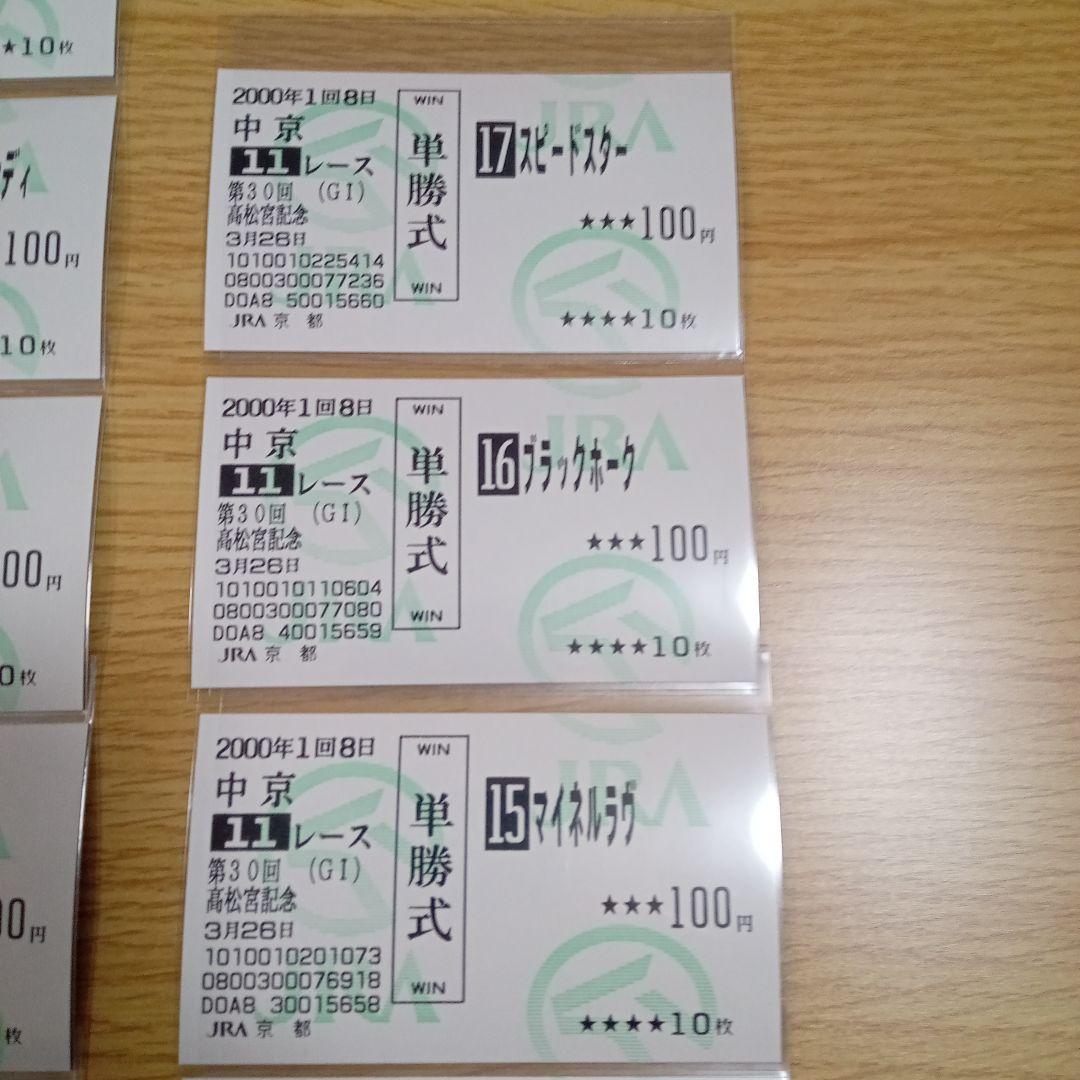 ★10枚
ディ
100円
10枚
00円
0枚
00円
枚
2000年1回8日
中京
11レース
第30回 (GI)
高松宮記念
3月26日
1010010225414
0800300077236
D0A8 50015660
JRA 京 都
WIN
単勝式
WIN
17スピードスター
★★★100円
★★★★10枚
JRA
2000年1回8日
中京
11レース
第30回 (GI)
高松宮記念
3月26日
1010010110604
0800300077080
D0A8 40015659
JRA 京 都
WIN
単勝式
WIN
16ブラックホーク
★★★100円
★★★★10枚
JRA
2000年1回8日
中京
11レース
第30回 (GI)
高松宮記念
3月26日
1010010201073
0800300076918
D0A8 30015658
JRA 京 都
WIN
単勝式
WIN
15マイネルラヴ
★★★100円
★★★★10枚
JRA